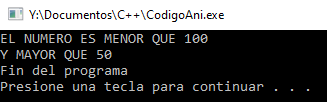 Y:\Documentos\C++\CodigoAni.exe
EL NUMERO ES MENOR QUE 100
Y MAYOR QUE 50
Fin del programa
Presione una tecla para continuar . . .